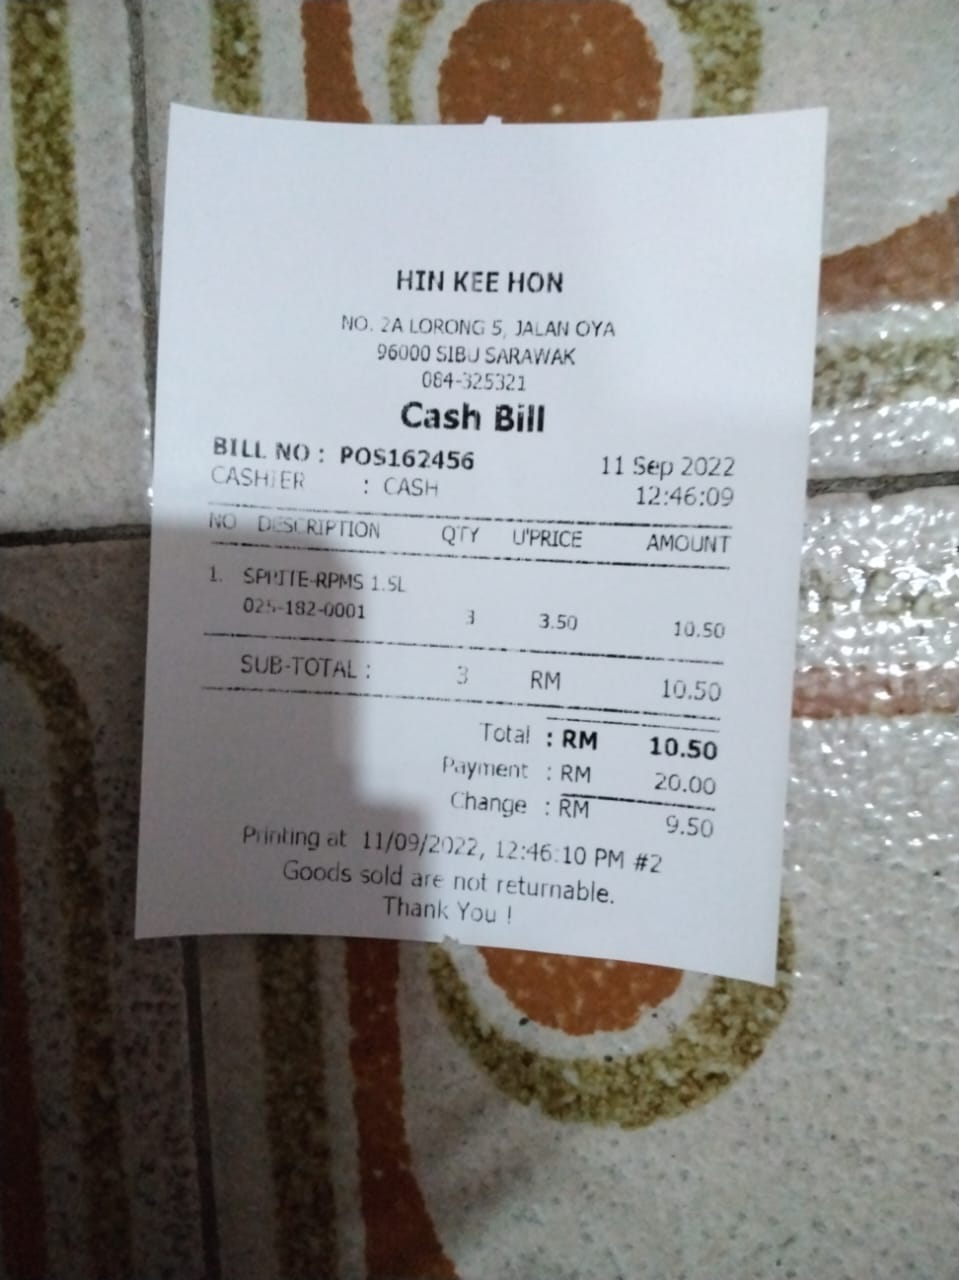 HIN KEE HON
NO. 2A LORONG 5, JALAN OYA
96000 SIBU SARAWAK
084-325321
Cash Bill
BILL NO : POS162456 11 Sep 2022
CASHIER : CASH 12:46:09
NO DESCRIPTION QTY U'PRICE AMOUNT
1. SPRITE-RPMS 1.5L
025-182-0001 3 3.50 10.50
SUB-TOTAL : 3 RM 10.50
Total : RM 10.50
Payment : RM 20.00
Change : RM 9.50
Printing at 11/09/2022, 12:46:10 PM #2
Goods sold are not returnable.
Thank You !